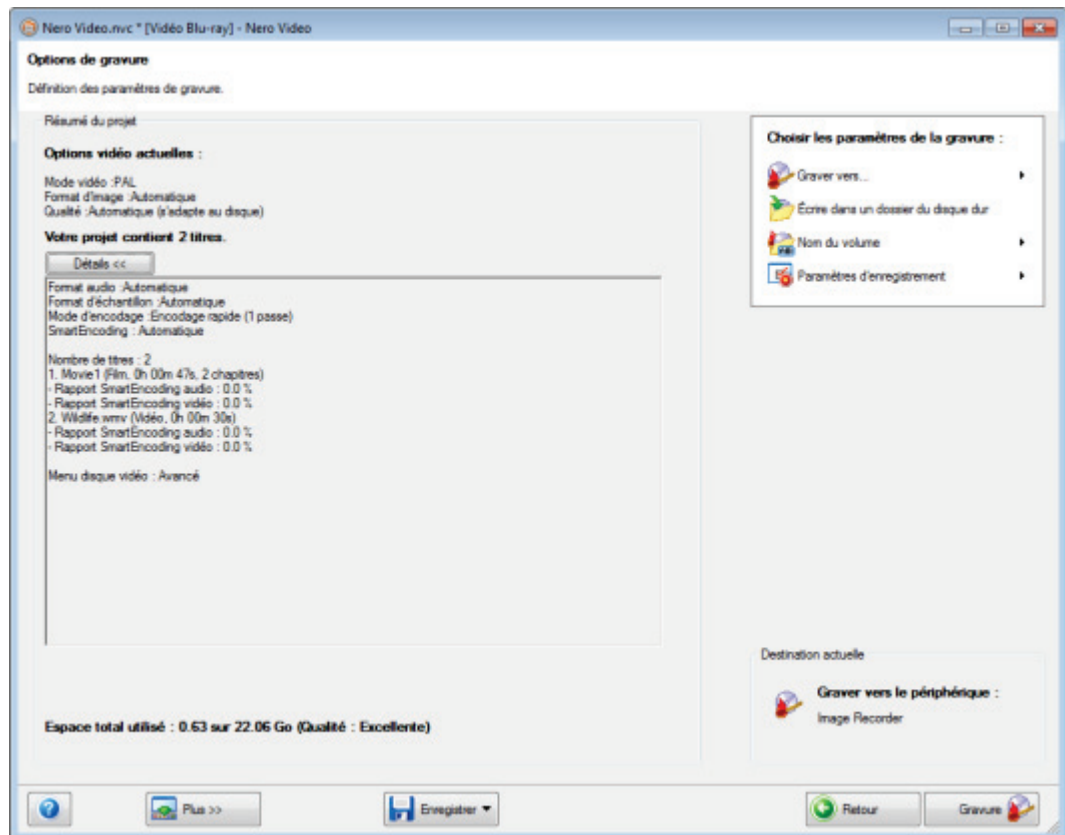 Nero Video.nvc * [Vidéo Blu-ray] - Nero Video
Options de gravure
Définition des paramètres de gravure.
Résumé du projet
Options vidéo actuelles :
Mode vidéo :PAL
Format d'image :Automatique
Qualité :Automatique (s'adapte au disque)
Votre projet contient 2 titres.
Détails <<
Format audio :Automatique
Format d'échantillon :Automatique
Mode d'encodage :Encodage rapide (1 passe)
SmartEncoding : Automatique
Nombre de titres : 2
1. Movie1 (Film, 0h 00m 47s, 2 chapitres)
- Rapport SmartEncoding audio : 0.0 %
- Rapport SmartEncoding vidéo : 0.0 %
2. Wildlife.wmv (Vidéo, 0h 00m 30s)
- Rapport SmartEncoding audio : 0.0 %
- Rapport SmartEncoding vidéo : 0.0 %
Menu disque vidéo : Avancé
Espace total utilisé : 0.63 sur 22.06 Go (Qualité : Excellente)
Choisir les paramètres de la gravure :
Graver vers...
Écrire dans un dossier du disque dur
Nom du volume
Paramètres d'enregistrement
Destination actuelle
Graver vers le périphérique :
Image Recorder
Plus >>
Enregistrer
Retour
Gravure